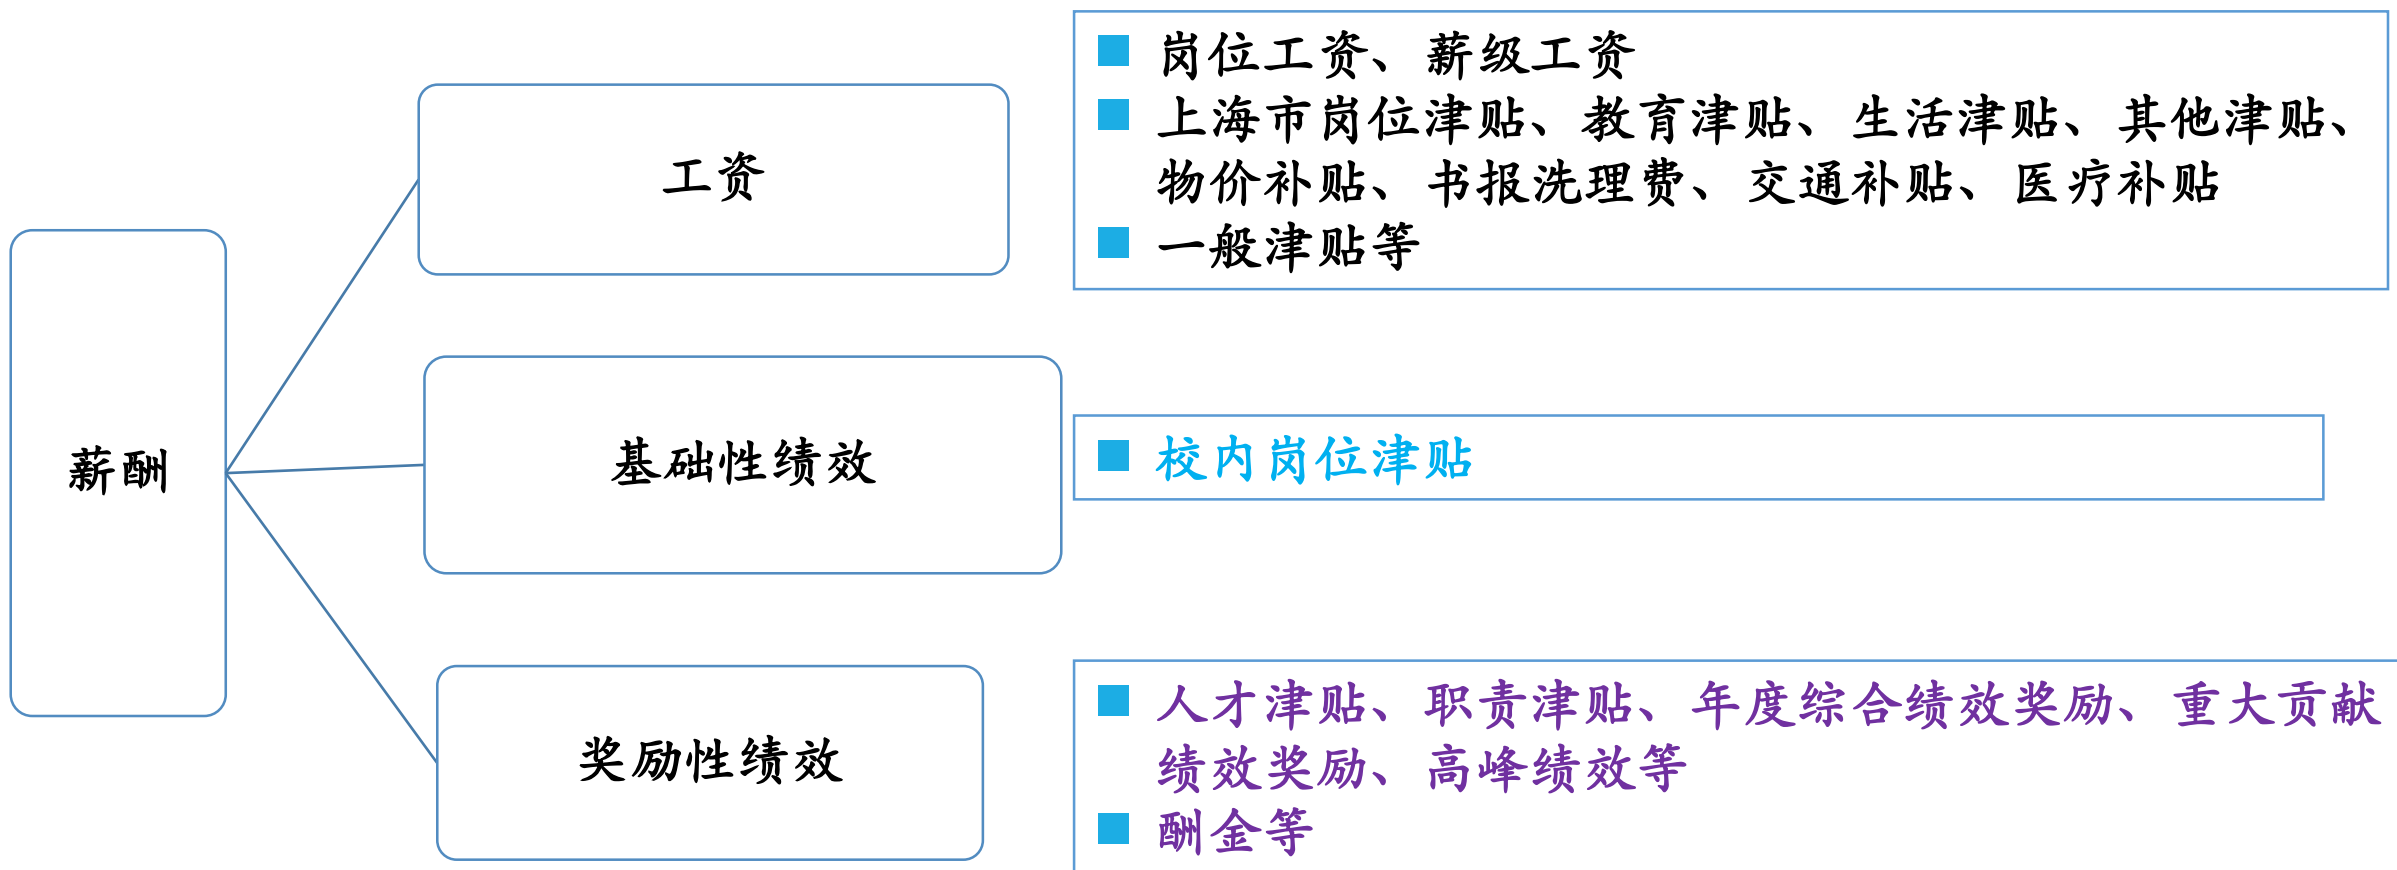 薪酬
工资
岗位工资、薪级工资
上海市岗位津贴、教育津贴、生活津贴、其他津贴、
物价补贴、书报洗理费、交通补贴、医疗补贴
一般津贴等
基础性绩效
校内岗位津贴
奖励性绩效
人才津贴、职责津贴、年度综合绩效奖励、重大贡献
绩效奖励、高峰绩效等
酬金等